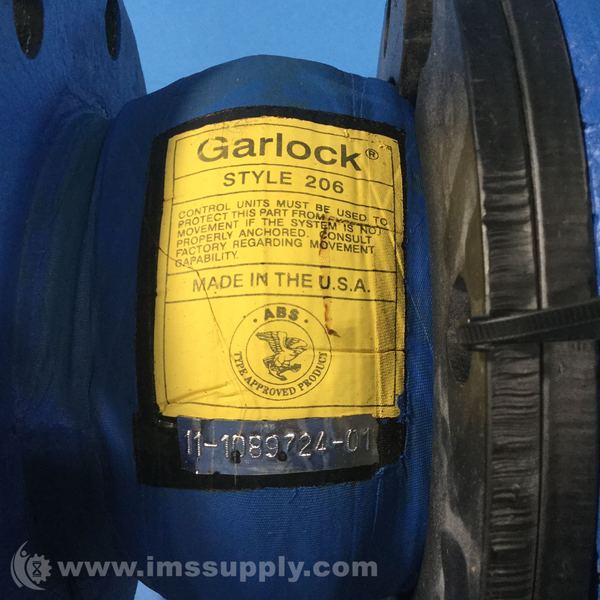 Garlock®
STYLE 206
CONTROL UNITS MUST BE USED TO
PROTECT THIS PART FROM
MOVEMENT IF THE SYSTEM IS NOT
PROPERLY ANCHORED. CONSULT
FACTORY REGARDING MOVEMENT
CAPABILITY.
MADE IN THE U.S.A.
· ABS ·
TYPE APPROVED PRODUCT
11-1089724-01
www.imssupply.com